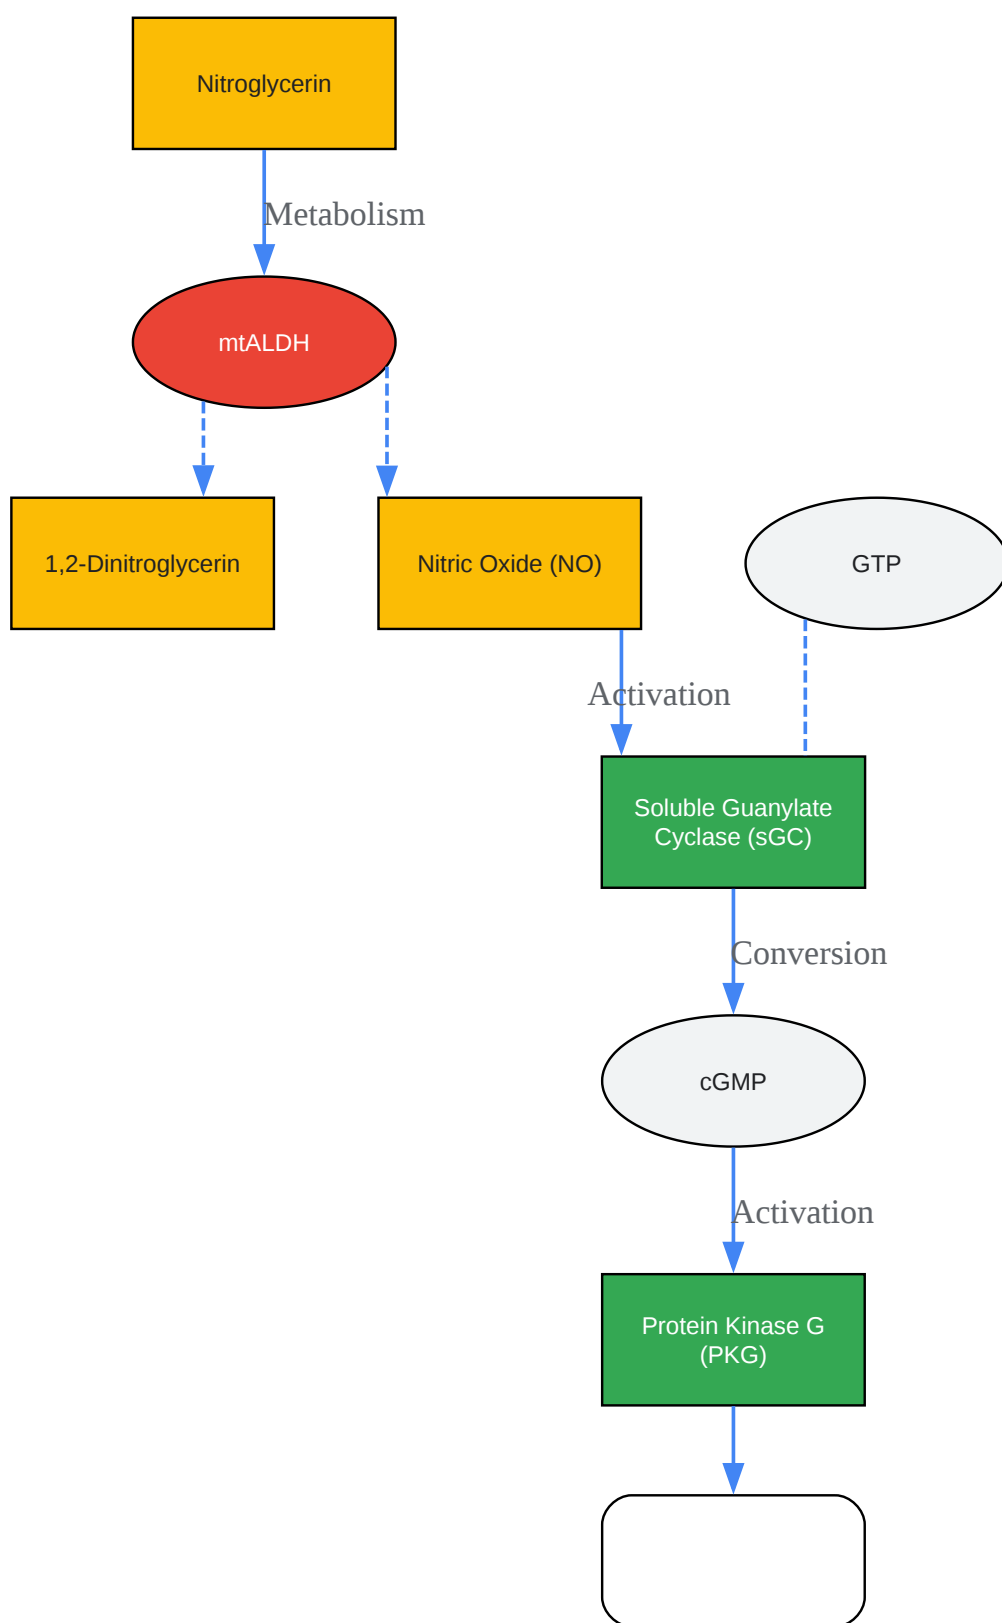 Nitroglycerin
Metabolism
mtALDH
1,2-Dinitroglycerin
Nitric Oxide (NO)
GTP
Activation
Soluble Guanylate
Cyclase (sGC)
Conversion
cGMP
Activation
Protein Kinase G
(PKG)